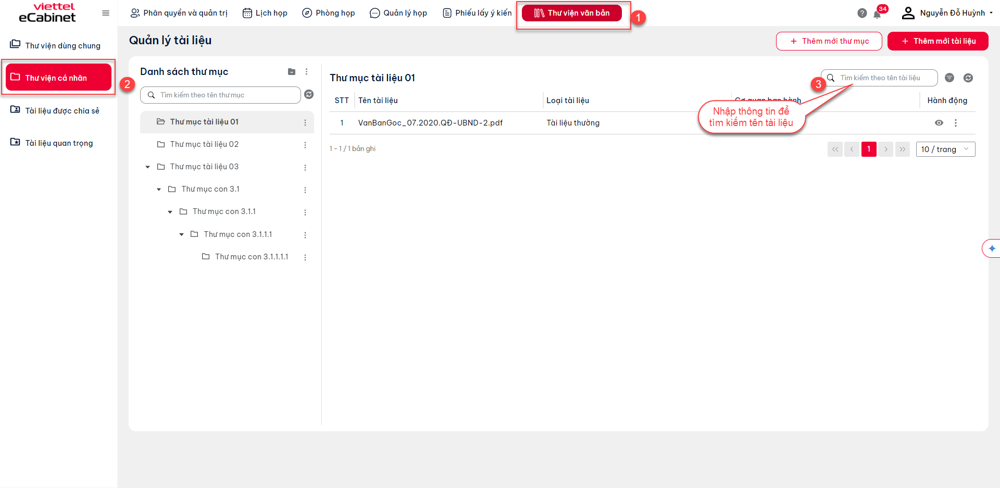 viettel
eCabinet
Phân quyền và quản trị
Lịch họp
Phòng họp
Quản lý họp
Phiếu lấy ý kiến
Thư viện văn bản
1
?
34
Nguyễn Đỗ Huỳnh
Thư viện dùng chung
Thư viện cá nhân
2
Tài liệu được chia sẻ
Tài liệu quan trọng
Quản lý tài liệu
+ Thêm mới thư mục
+ Thêm mới tài liệu
Danh sách thư mục
Tìm kiếm theo tên thư mục
Thư mục tài liệu 01
Thư mục tài liệu 02
Thư mục tài liệu 03
Thư mục con 3.1
Thư mục con 3.1.1
Thư mục con 3.1.1.1
Thư mục con 3.1.1.1.1
Thư mục tài liệu 01
3
Tìm kiếm theo tên tài liệu
STT
Tên tài liệu
Loại tài liệu
Cơ quan ban hành
Hành động
Nhập thông tin để
tìm kiếm tên tài liệu
1
VanBanGoc_07.2020.QĐ-UBND-2.pdf
Tài liệu thường
1 - 1 / 1 bản ghi
<< < 1 > >>
10 / trang